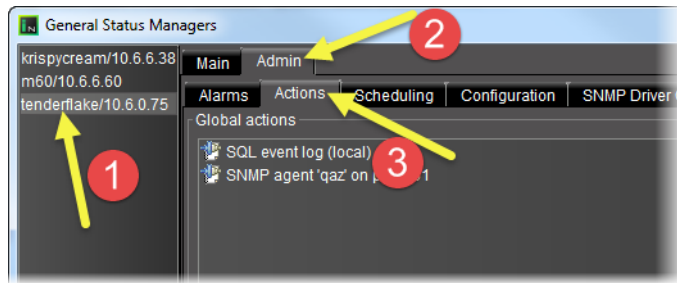 General Status Managers
krispycream/10.6.6.38
m60/10.6.6.60
tenderflake/10.6.0.75
Main Admin
Alarms Actions Scheduling Configuration SNMP Driver
Global actions
SQL event log (local)
SNMP agent 'qaz' on
1
2
3